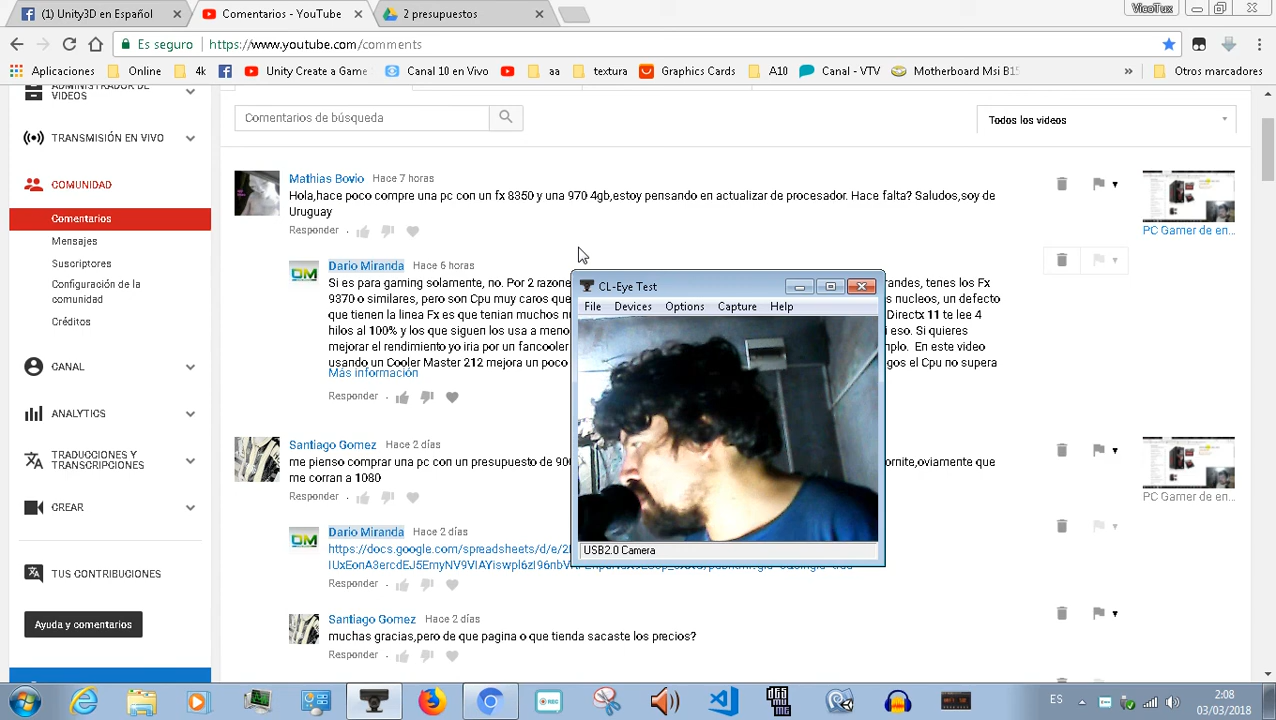 (1) Unity3D en Español
Comentarios - YouTube
2 presupuestos
VicoTux
Es seguro
https://www.youtube.com/comments
Aplicaciones
Online
4k
Unity Create a Game
Canal 10 en Vivo
aa
textura
Graphics Cards
A10
Canal - VTV
Motherboard Msi B15
»
Otros marcadores
ADMINISTRADOR DE
VIDEOS
TRANSMISIÓN EN VIVO
COMUNIDAD
Comentarios
Mensajes
Suscriptores
Configuración de la
comunidad
Créditos
CANAL
ANALYTICS
TRADUCCIONES Y
TRANSCRIPCIONES
CREAR
TUS CONTRIBUCIONES
Ayuda y comentarios
Comentarios de búsqueda
Todos los videos
Mathias Bovio Hace 7 horas
Hola,hace poco compre una pc con un fx 8350 y una 970 4gb,estoy pensando en actualizar de procesador. Hace falta? Saludos,soy de
Uruguay
Responder
PC Gamer de en...
Dario Miranda Hace 6 horas
Si es para gaming solamente, no. Por 2 razone randes, tenes los Fx
9370 o similares, pero son Cpu muy caros que s nucleos, un defecto
que tienen la linea Fx es que tenian muchos n Directx 11 te lee 4
hilos al 100% y los que siguen los usa a meno i eso. Si quieres
mejorar el rendimiento yo iria por un fancooler mplo. En este video
usando un Cooler Master 212 mejora un poco gos el Cpu no supera
Más información
Responder
Santiago Gomez Hace 2 días
me pienso comprar una pc con un presupuesto de 90 ornite,oviamente que
me corran a 1080
Responder
PC Gamer de en...
Dario Miranda Hace 2 días
https://docs.google.com/spreadsheets/d/e/2
Responder
Santiago Gomez Hace 2 días
muchas gracias,pero de que pagina o que tienda sacaste los precios?
Responder
CL-Eye Test
File Devices Options Capture Help
USB2.0 Camera
ES
2:08
03/03/2018